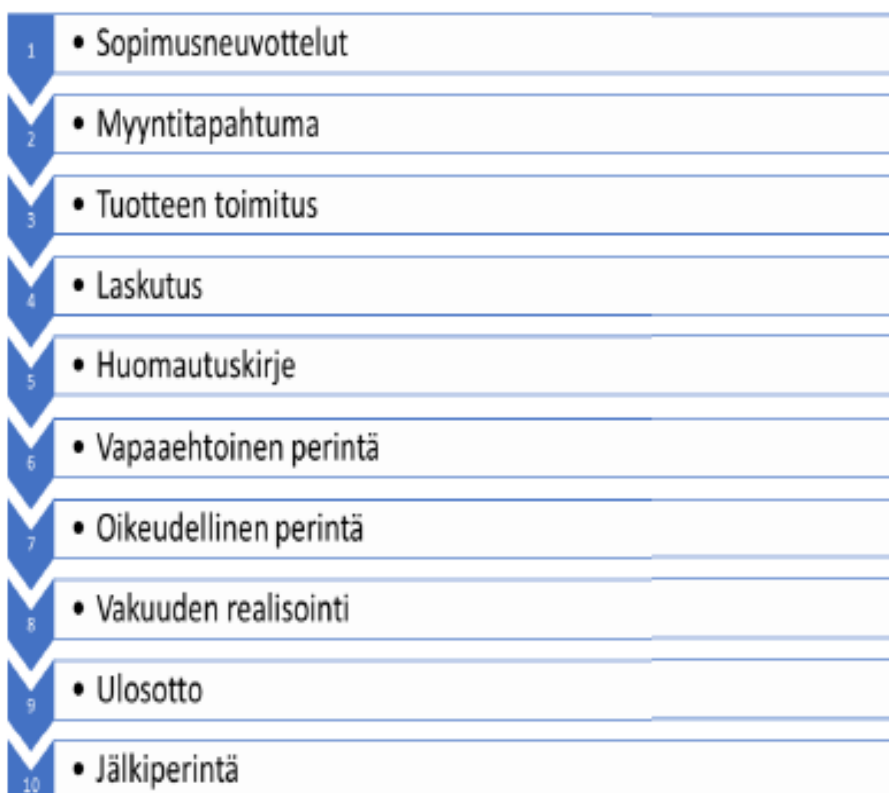 1 • Sopimusneuvottelut
2 • Myyntitapahtuma
3 • Tuotteen toimitus
4 • Laskutus
5 • Huomautuskirje
6 • Vapaaehtoinen perintä
7 • Oikeudellinen perintä
8 • Vakuuden realisointi
9 • Ulosotto
10 • Jälkiperintä